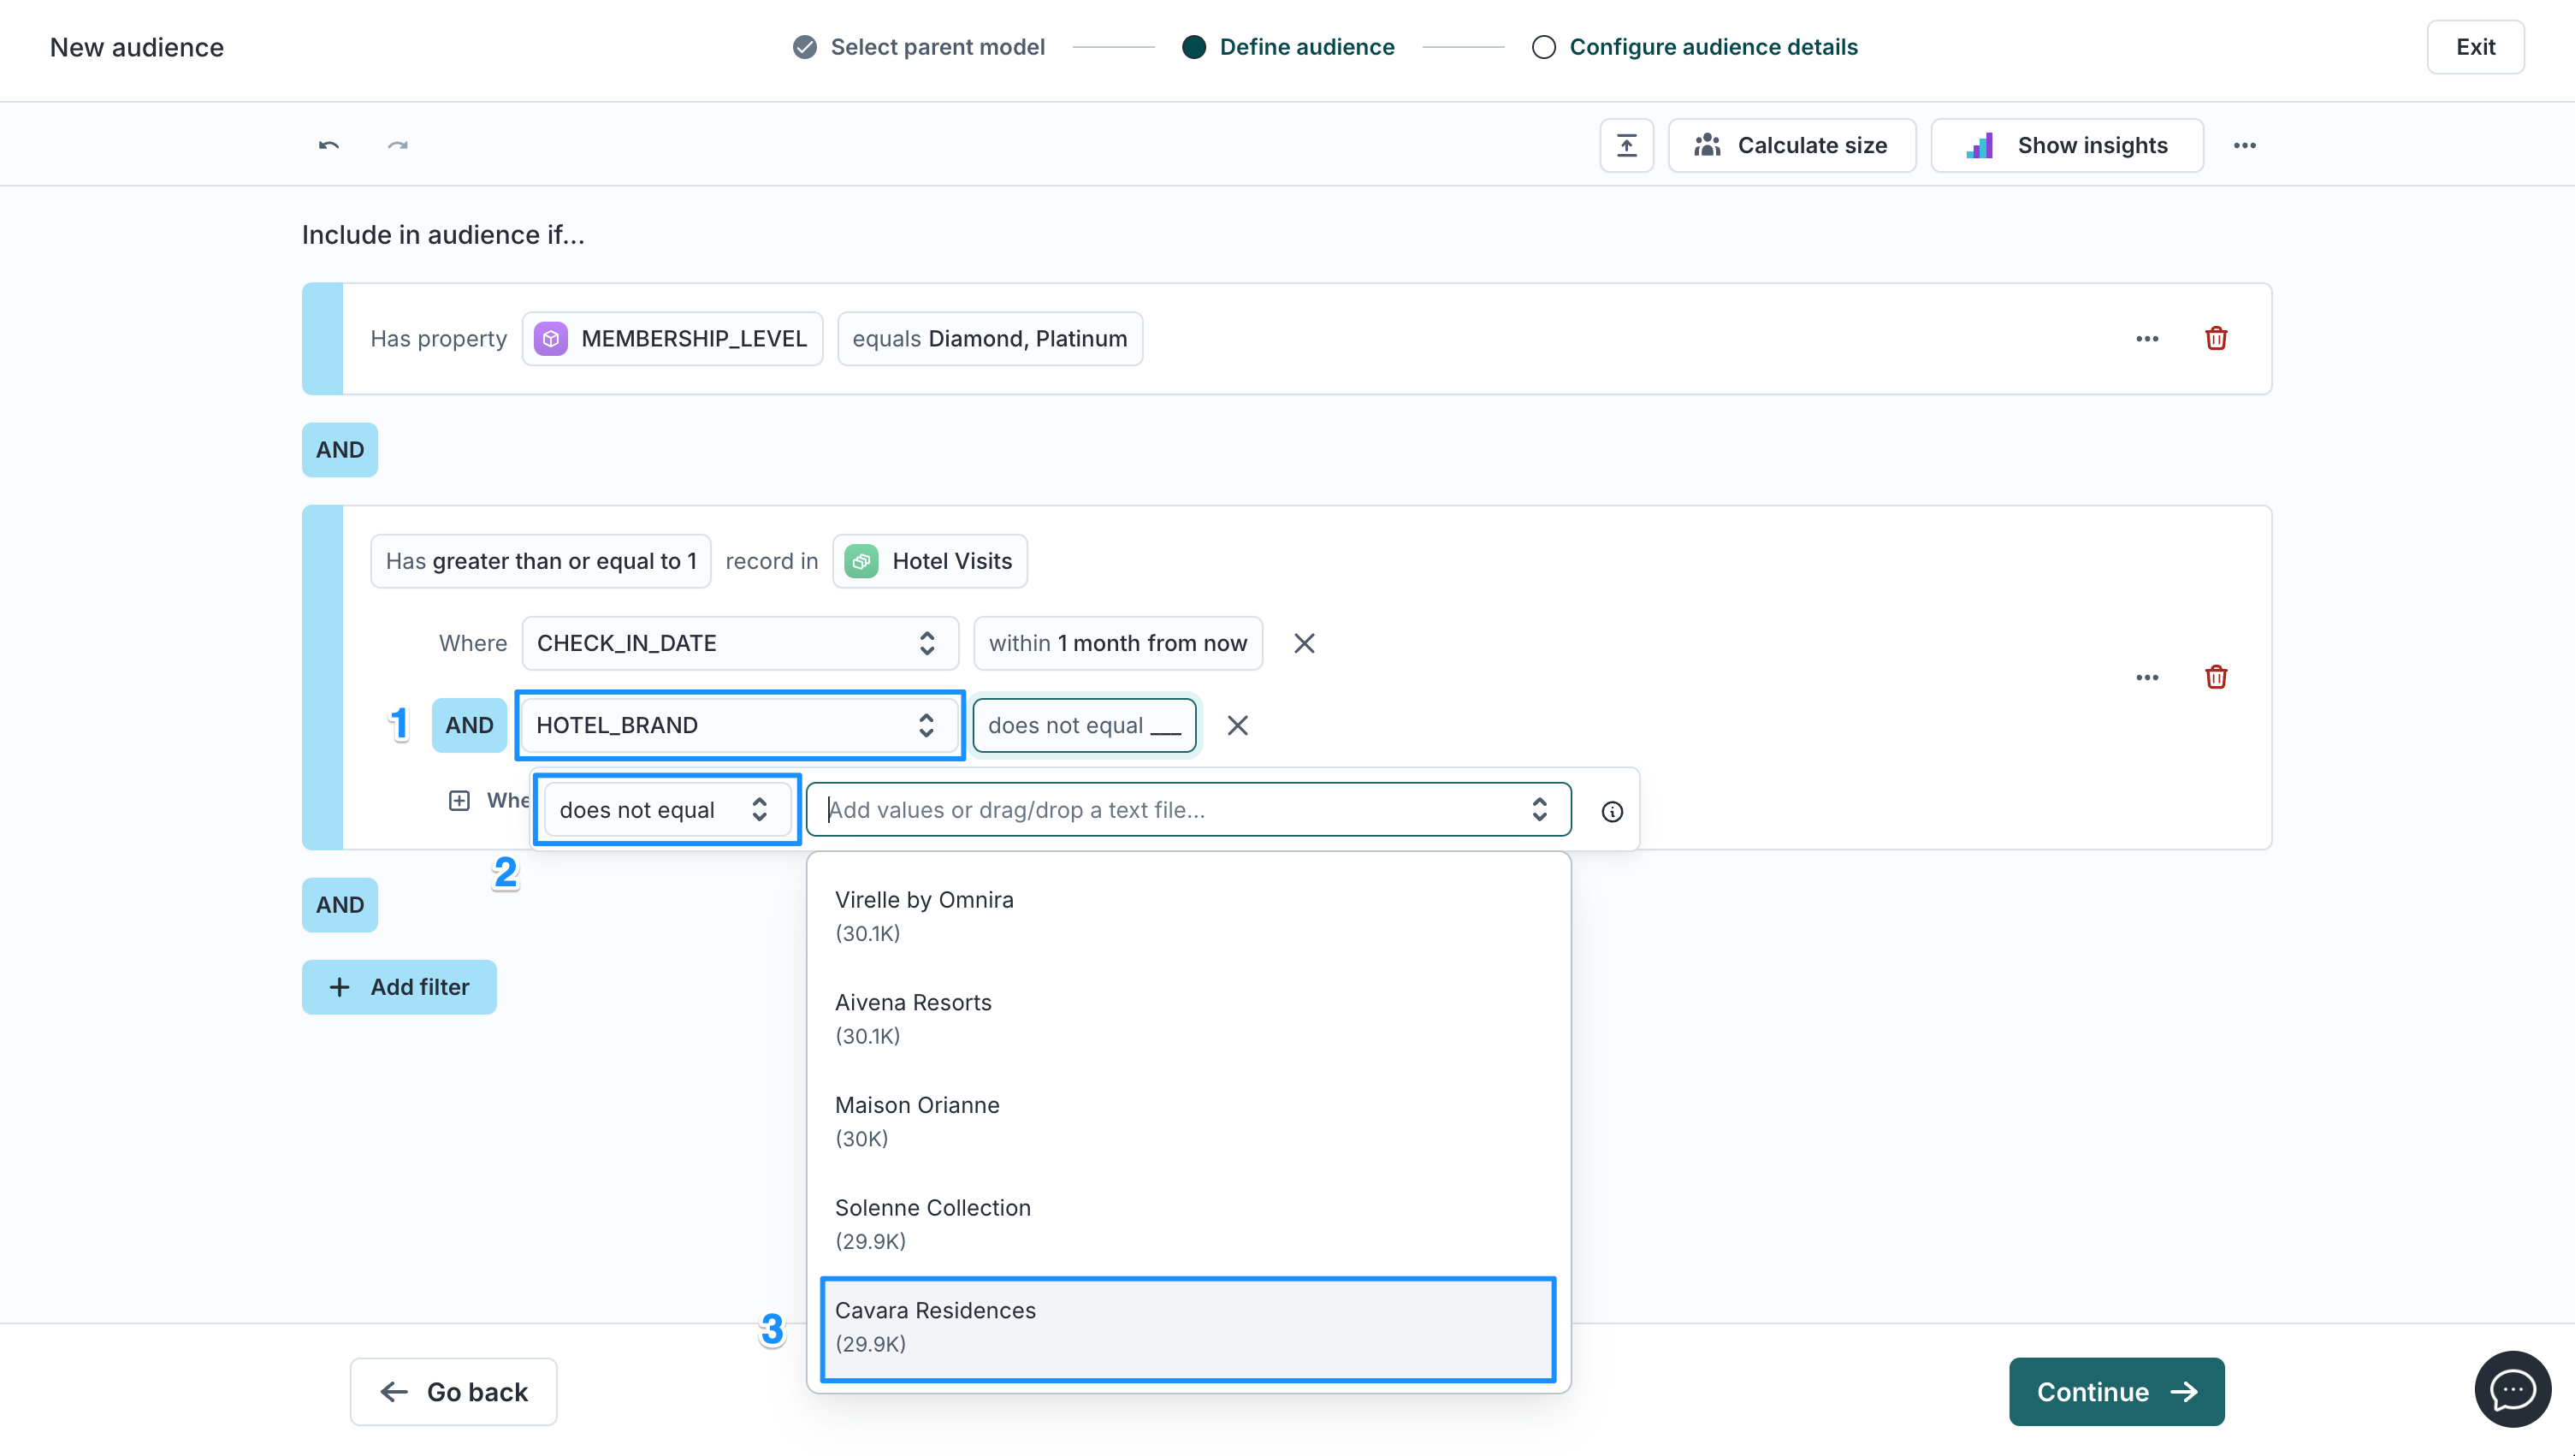 New audience
Select parent model
Define audience
Configure audience details
Exit
Calculate size
Show insights
Include in audience if...
Has property MEMBERSHIP_LEVEL equals Diamond, Platinum
AND
Has greater than or equal to 1 record in Hotel Visits
Where CHECK_IN_DATE within 1 month from now
1 AND HOTEL_BRAND does not equal ___
Whe does not equal Add values or drag/drop a text file...
2
AND
Virelle by Omnira
(30.1K)
Add filter
Aivena Resorts
(30.1K)
Maison Orianne
(30K)
Solenne Collection
(29.9K)
3
Cavara Residences
(29.9K)
Go back
Continue